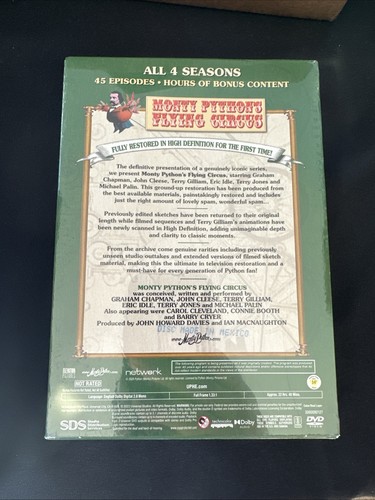 ALL 4 SEASONS
45 EPISODES • HOURS OF BONUS CONTENT
MONTY PYTHON'S
FLYING CIRCUS
FULLY RESTORED IN HIGH DEFINITION FOR THE FIRST TIME!
The definitive presentation of a genuinely iconic series,
we present Monty Python's Flying Circus, starring Graham
Chapman, John Cleese, Terry Gilliam, Eric Idle, Terry Jones and
Michael Palin. This ground-up restoration has been produced from
the best available materials, painstakingly restored and includes
just the right amount of lovely spam, wonderful spam...
Previously edited sketches have been returned to their original
length while filmed sequences and Terry Gilliam's animations have
been newly scanned in High Definition, adding unimaginable depth
and clarity to classic moments.
From the archive come genuine rarities including previously
unseen studio outtakes and extended versions of filmed sketch
material, making this the ultimate in television restoration and a
must-have for every generation of Python fan!
MONTY PYTHON'S FLYING CIRCUS
was conceived, written and performed by
GRAHAM CHAPMAN, JOHN CLEESE, TERRY GILLIAM,
ERIC IDLE, TERRY JONES and MICHAEL PALIN
Also appearing were CAROL CLEVELAND, CONNIE BOOTH
and BARRY CRYER
Produced by JOHN HOWARD DAVIES and IAN MACNAUGHTON
DISC MADE IN MEXICO
network
NOT RATED
UPHE.com
SDS
Dolby
DVD